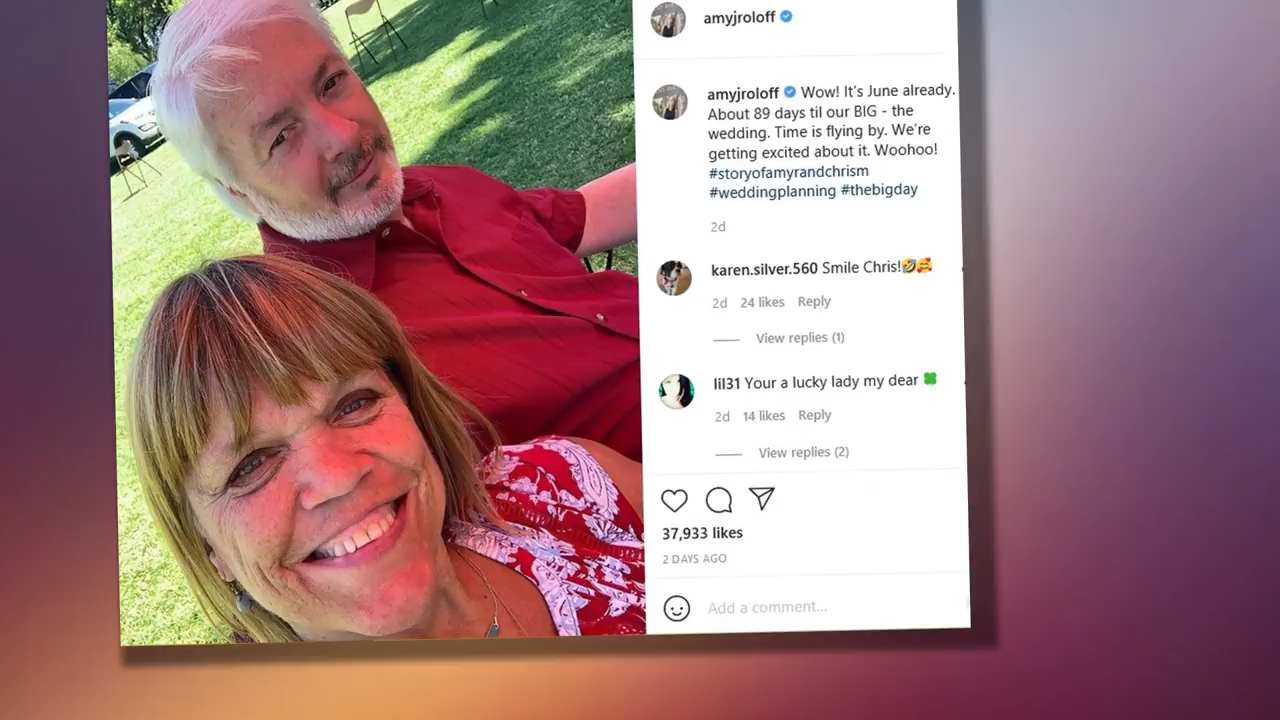 amyjroloff
amyjroloff Wow! It's June already.
About 89 days til our BIG - the
wedding. Time is flying by. We're
getting excited about it. Woohoo!
#storyofamyrandchrism
#weddingplanning #thebigday
2d
karen.silver.560 Smile Chris!🤣🥰
2d 24 likes Reply
View replies (1)
lil31 Your a lucky lady my dear 🍀
2d 14 likes Reply
View replies (2)
37,933 likes
2 DAYS AGO
Add a comment...